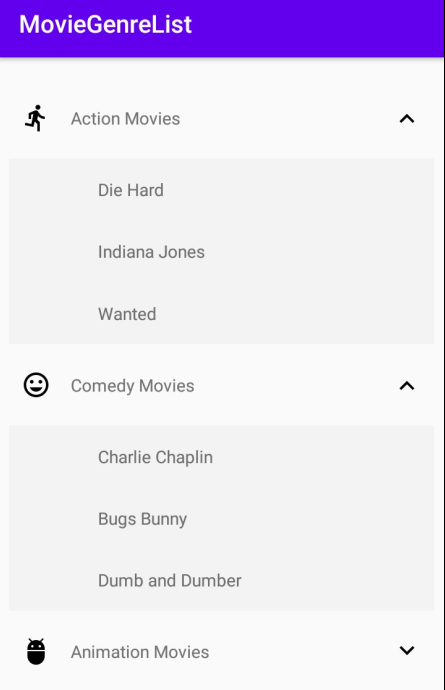 MovieGenreList
Action Movies
Die Hard
Indiana Jones
Wanted
Comedy Movies
Charlie Chaplin
Bugs Bunny
Dumb and Dumber
Animation Movies